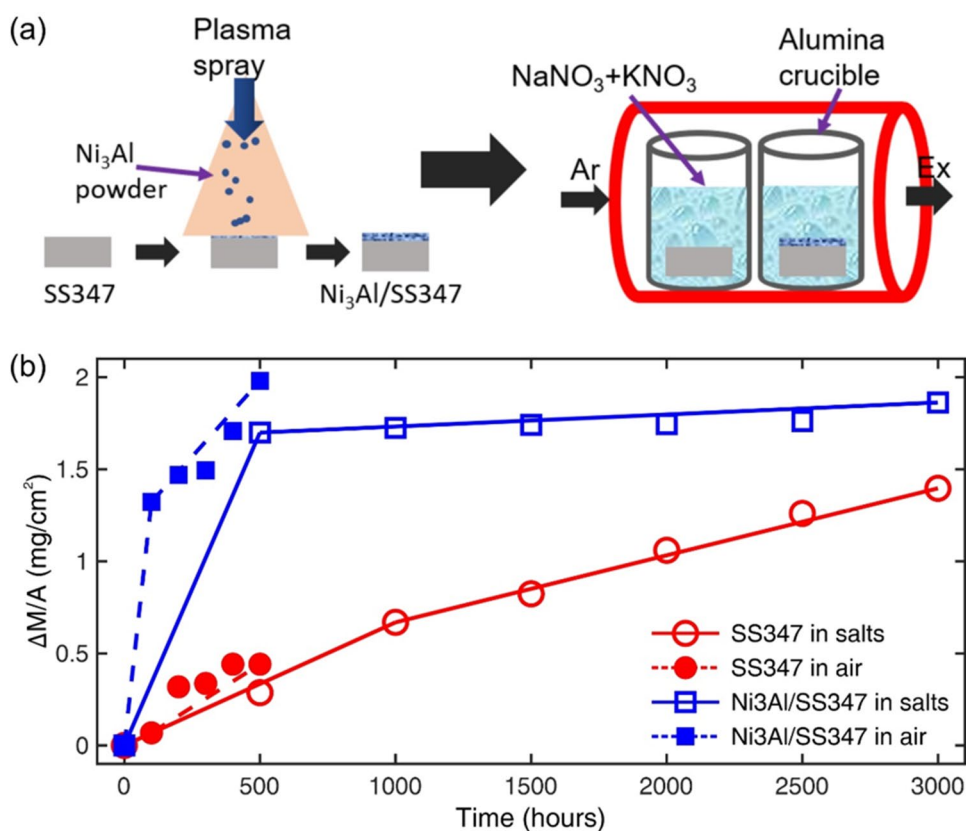 (a)
Plasma
spray
Ni₃Al
powder
SS347
Ni₃Al/SS347
NaNO₃+KNO₃
Alumina
crucible
Ar
Ex
(b)
2
1.5
1
0.5
0
ΔM/A (mg/cm²)
SS347 in salts
SS347 in air
Ni3Al/SS347 in salts
Ni3Al/SS347 in air
0 500 1000 1500 2000 2500 3000
Time (hours)